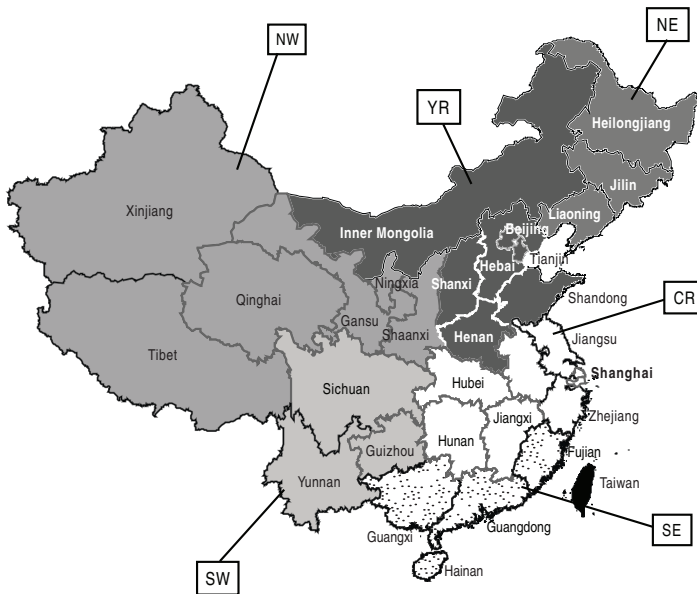 NE
NW
YR
Heilongjiang
Jilin
Xinjiang
Liaoning
Inner Mongolia
Beijing
Tianjin
Hebai
Ningxia
Shanxi
Qinghai
Shandong
CR
Gansu
Shaanxi
Henan
Jiangsu
Tibet
Shanghai
Sichuan
Hubei
Jiangxi
Zhejiang
Hunan
Guizhou
Fujian
Yunnan
Taiwan
Guangxi
Guangdong
SE
SW
Hainan